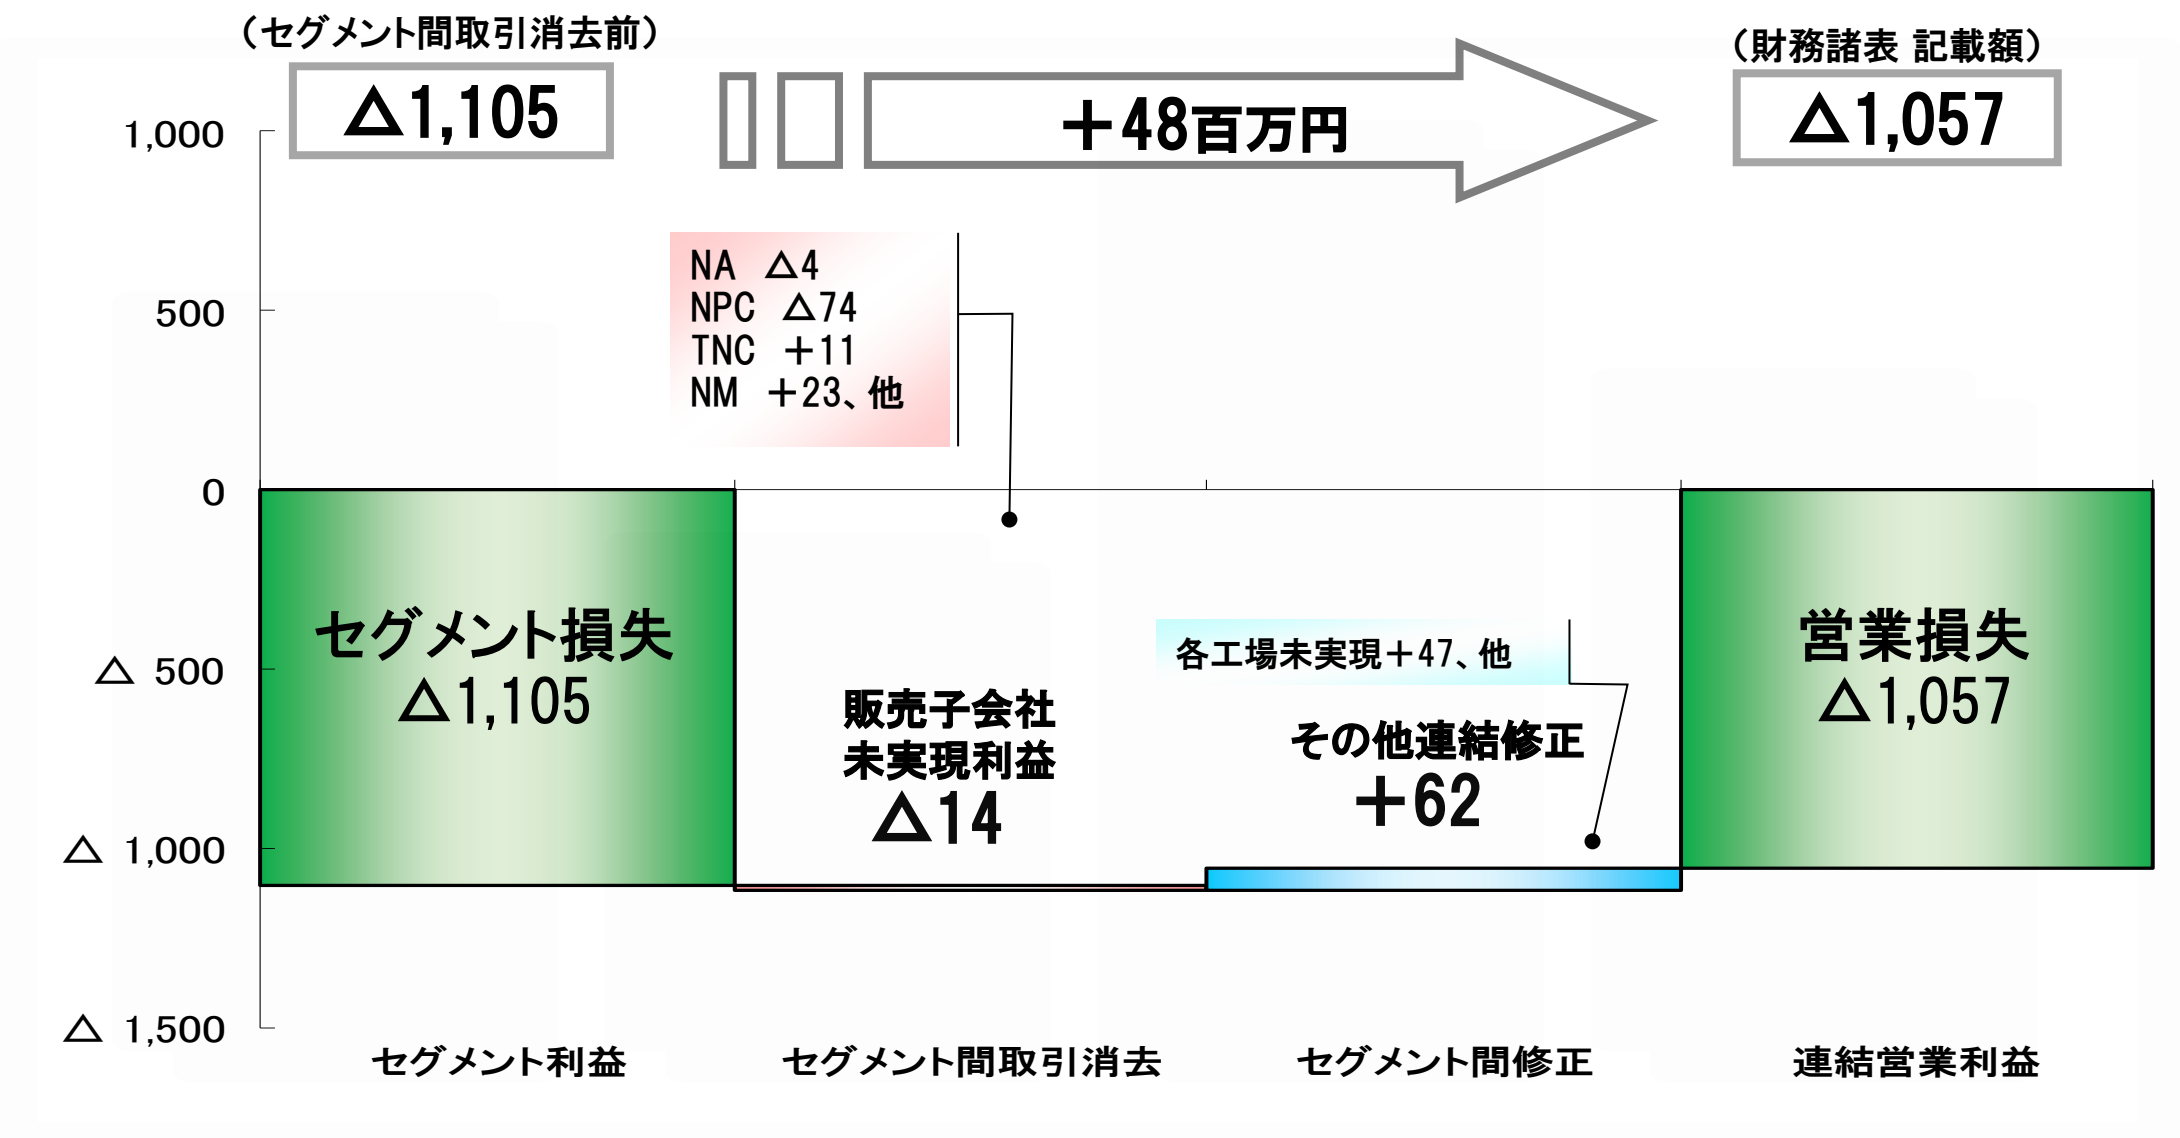 （セグメント間取引消去前）
△1,105
＋48百万円
（財務諸表 記載額）
△1,057
1,000
500
0
△ 500
△ 1,000
△ 1,500
NA △4
NPC △74
TNC ＋11
NM ＋23、他
セグメント損失
△1,105
販売子会社
未実現利益
△14
各工場未実現＋47、他
その他連結修正
＋62
営業損失
△1,057
セグメント利益
セグメント間取引消去
セグメント間修正
連結営業利益